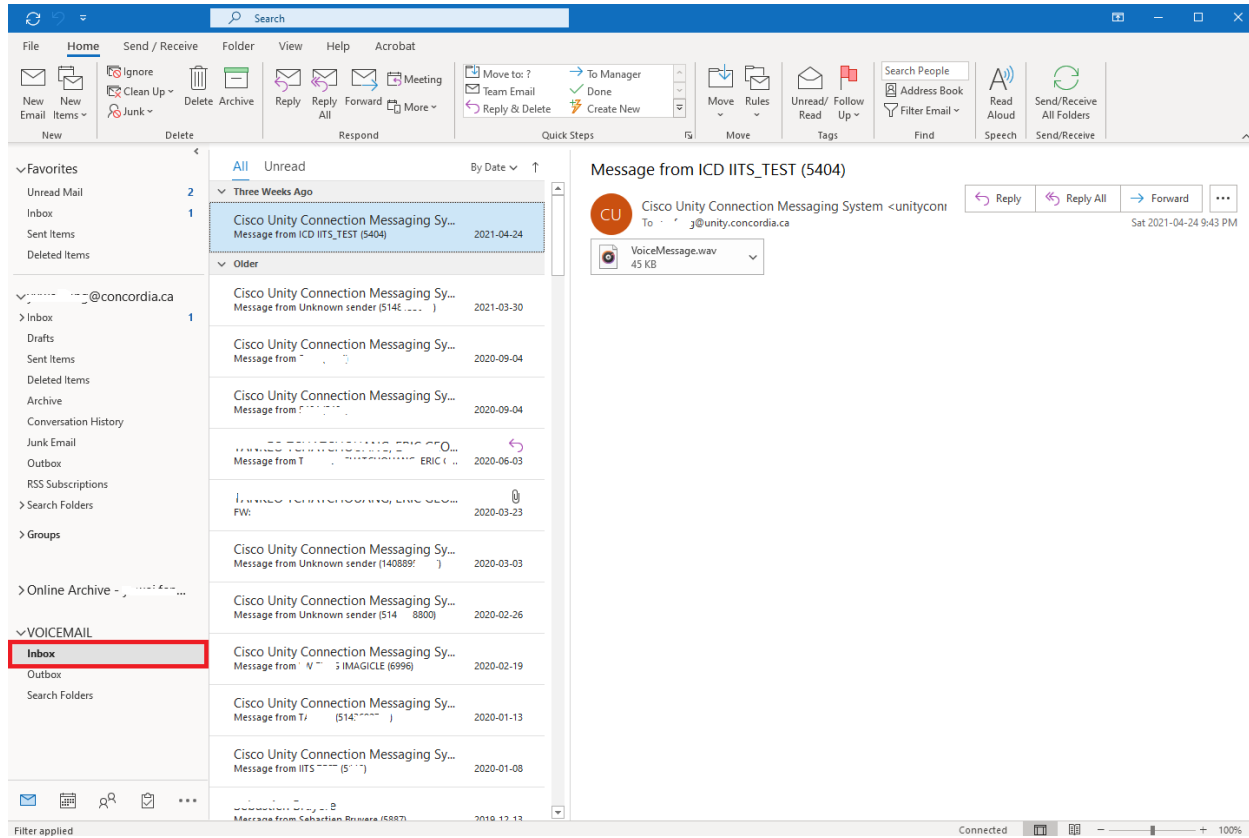 Search
File Home Send / Receive Folder View Help Acrobat
New Email
New Items
Ignore
Clean Up
Junk
Delete
Archive
Reply
Reply All
Forward
Meeting
More
Move to: ?
Team Email
Reply & Delete
To Manager
Done
Create New
Move
Rules
Unread/ Read
Follow Up
Search People
Address Book
Filter Email
Read Aloud
Send/Receive All Folders
New Delete Respond Quick Steps Move Tags Find Speech Send/Receive
Favorites
Unread Mail 2
Inbox 1
Sent Items
Deleted Items
@concordia.ca
Inbox 1
Drafts
Sent Items
Deleted Items
Archive
Conversation History
Junk Email
Outbox
RSS Subscriptions
Search Folders
Groups
Online Archive -
VOICEMAIL
Inbox
Outbox
Search Folders
All Unread By Date
Three Weeks Ago
Cisco Unity Connection Messaging Sy...
Message from ICD IITS_TEST (5404) 2021-04-24
Older
Cisco Unity Connection Messaging Sy...
Message from Unknown sender (514 2021-03-30
Cisco Unity Connection Messaging Sy...
Message from 2020-09-04
Cisco Unity Connection Messaging Sy...
Message from 2020-09-04
Message from ERIC 2020-06-03
FW: 2020-03-23
Cisco Unity Connection Messaging Sy...
Message from Unknown sender 2020-03-03
Cisco Unity Connection Messaging Sy...
Message from Unknown sender (514 8800) 2020-02-26
Cisco Unity Connection Messaging Sy...
Message from IMAGICLE (6996) 2020-02-19
Cisco Unity Connection Messaging Sy...
Message from 2020-01-13
Cisco Unity Connection Messaging Sy...
Message from IITS 2020-01-08
Message from Sebastien Bruyere (5887) 2019-12-13
Message from ICD IITS_TEST (5404)
CU
Cisco Unity Connection Messaging System <unityconr
To @unity.concordia.ca
Reply Reply All Forward
Sat 2021-04-24 9:43 PM
VoiceMessage.wav
45 KB
Filter applied
Connected
100%